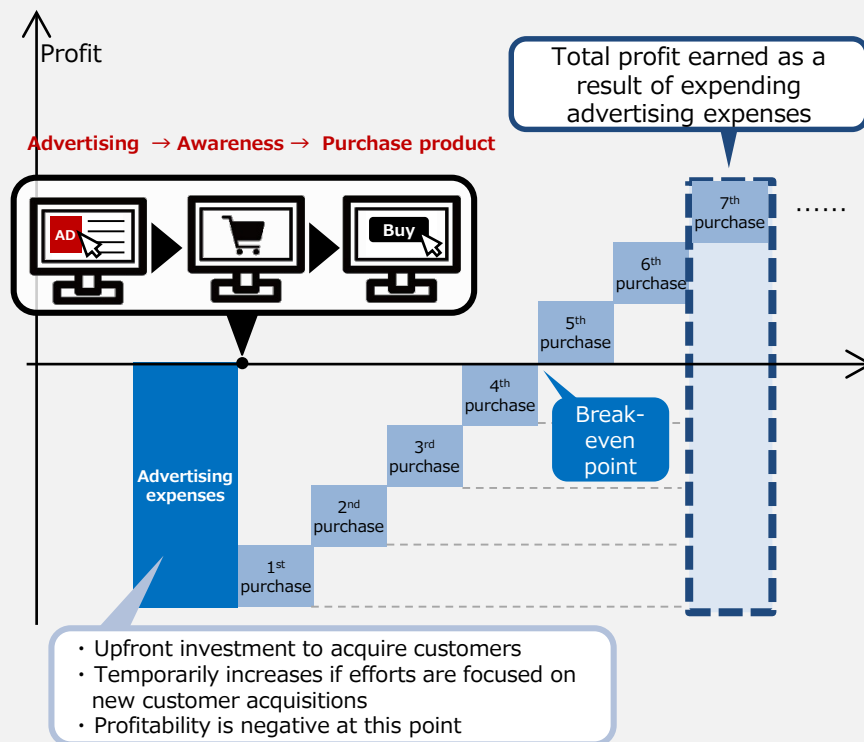 Profit
Total profit earned as a
result of expending
advertising expenses
Advertising → Awareness → Purchase product
AD
Buy
7th
purchase
......
6th
purchase
5th
purchase
4th
purchase
Break-
even
point
3rd
purchase
Advertising
expenses
2nd
purchase
1st
purchase
・Upfront investment to acquire customers
・Temporarily increases if efforts are focused on
new customer acquisitions
・Profitability is negative at this point